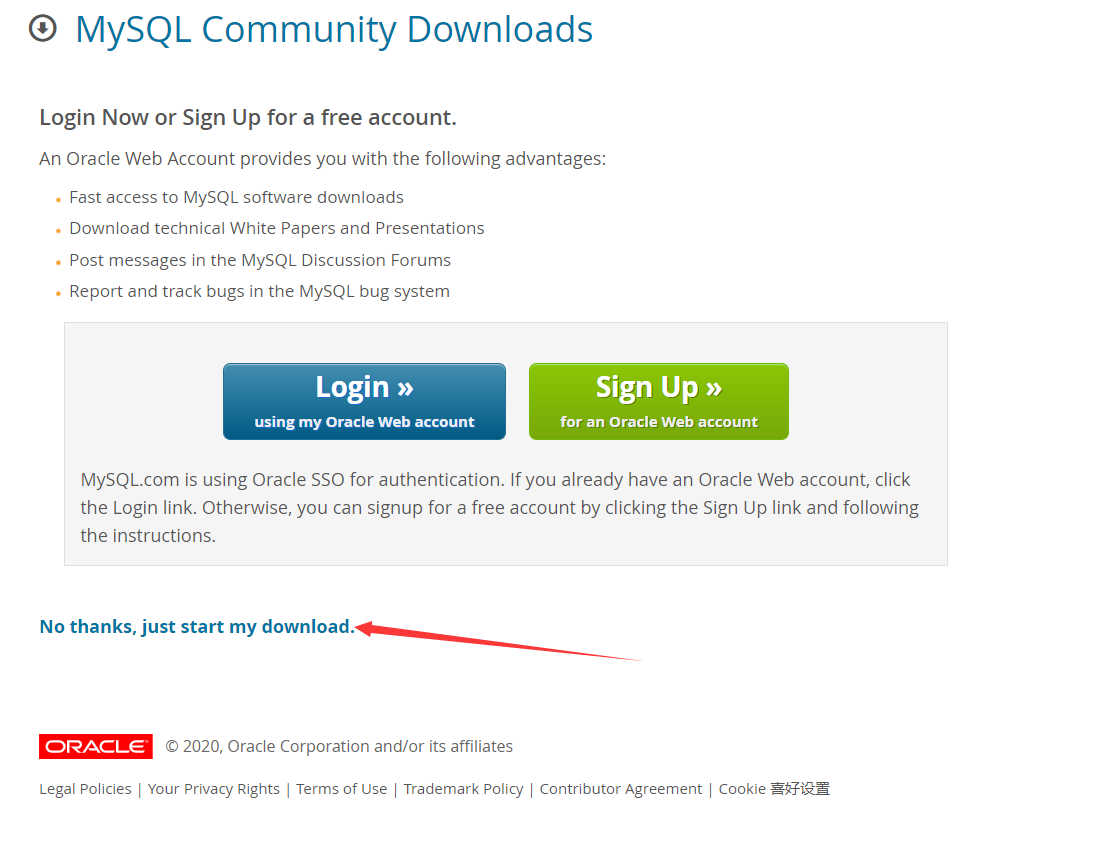 MySQL Community Downloads
Login Now or Sign Up for a free account.
An Oracle Web Account provides you with the following advantages:
Fast access to MySQL software downloads
Download technical White Papers and Presentations
Post messages in the MySQL Discussion Forums
Report and track bugs in the MySQL bug system
Login »
using my Oracle Web account
Sign Up »
for an Oracle Web account
MySQL.com is using Oracle SSO for authentication. If you already have an Oracle Web account, click
the Login link. Otherwise, you can signup for a free account by clicking the Sign Up link and following
the instructions.
No thanks, just start my download.
ORACLE® © 2020, Oracle Corporation and/or its affiliates
Legal Policies | Your Privacy Rights | Terms of Use | Trademark Policy | Contributor Agreement | Cookie 喜好设置